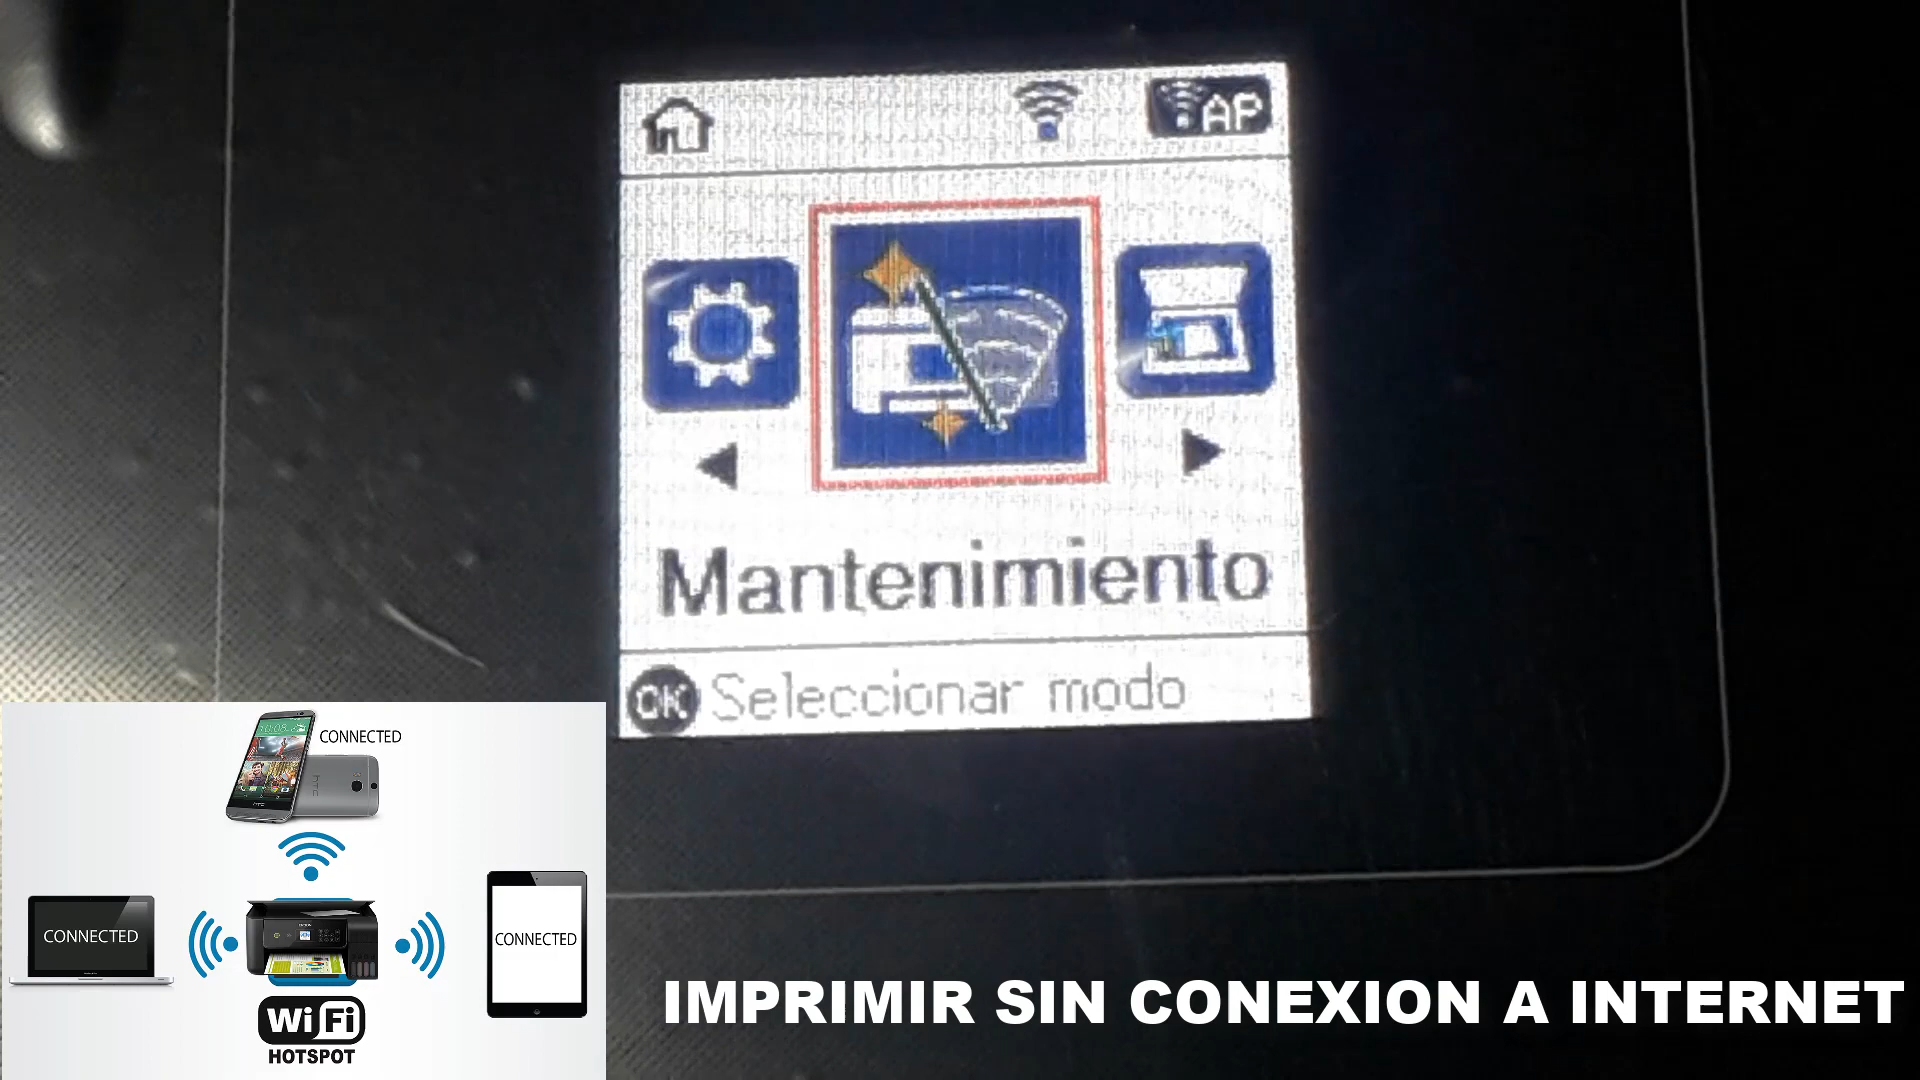 AP
Mantenimiento
OK Seleccionar modo
CONNECTED
CONNECTED
CONNECTED
WiFi
HOTSPOT
IMPRIMIR SIN CONEXION A INTERNET